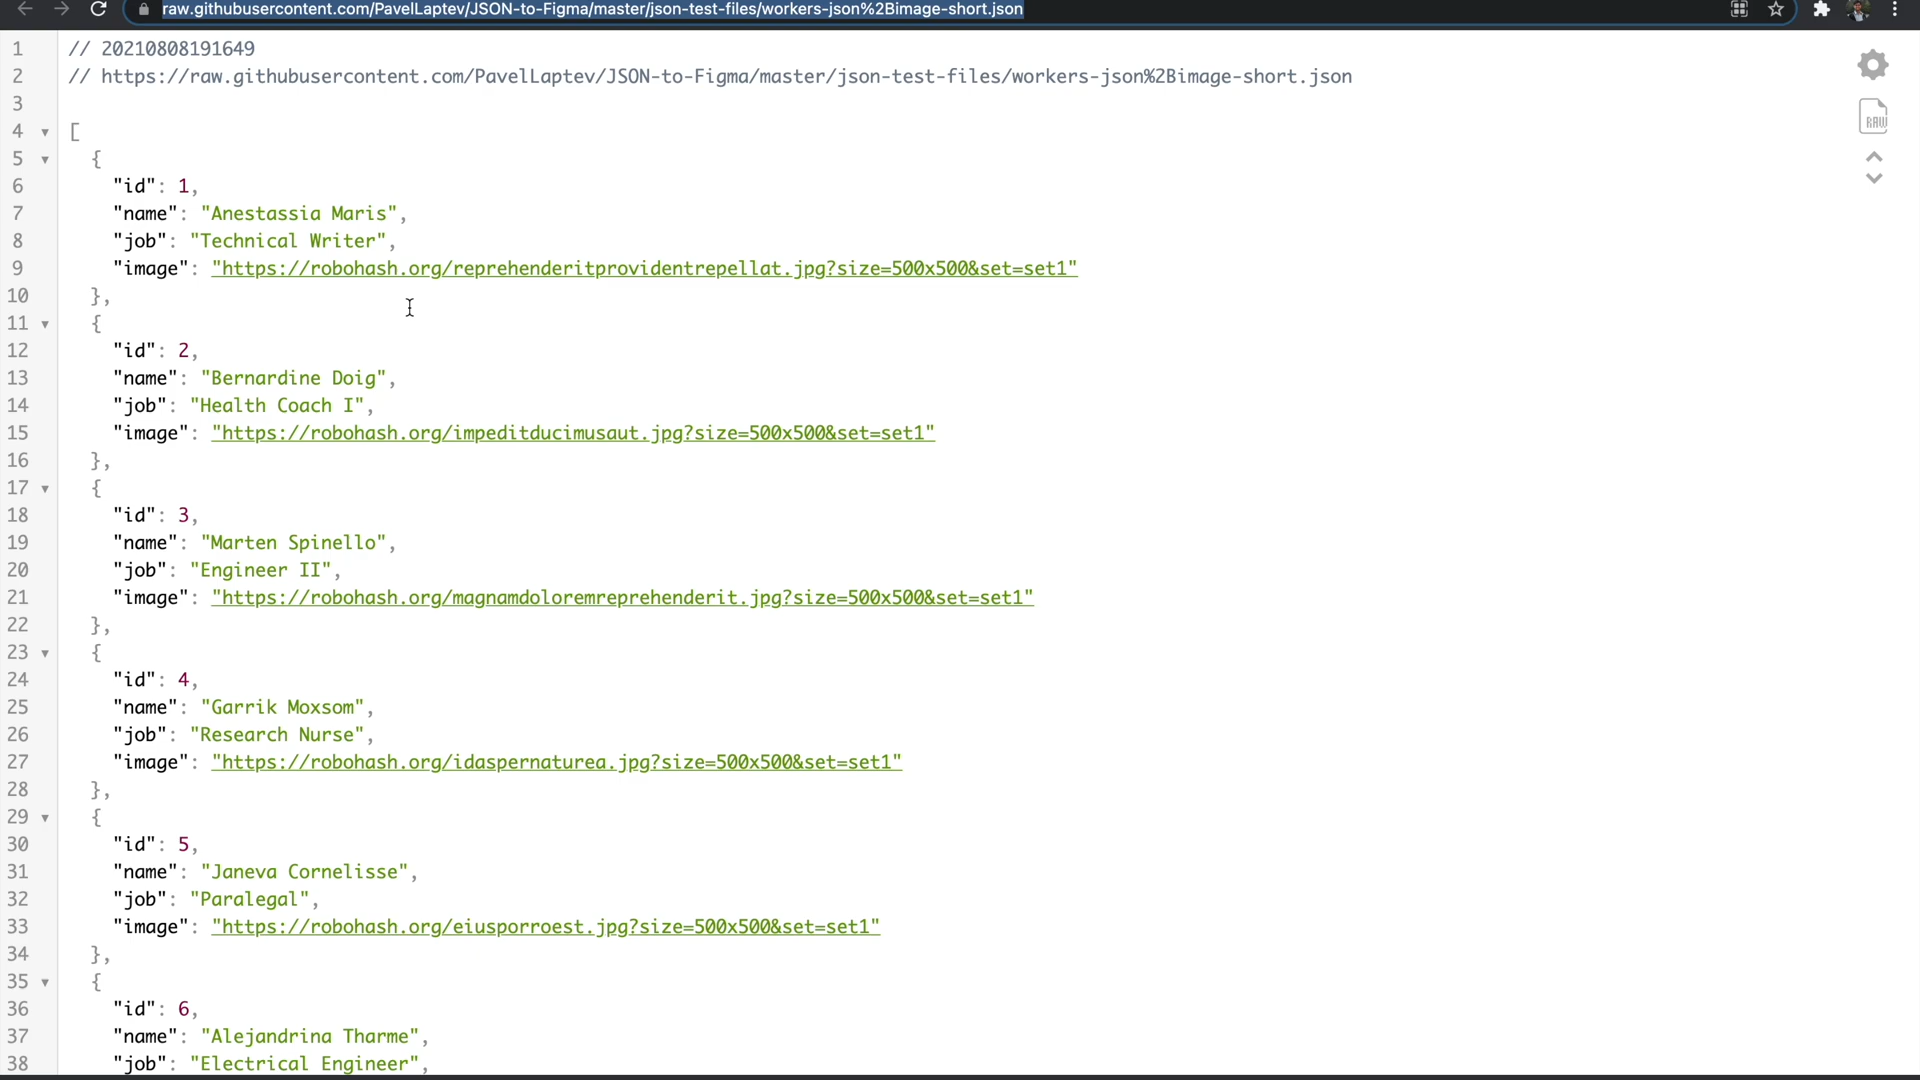 raw.githubusercontent.com/PavelLaptev/JSON-to-Figma/master/json-test-files/workers-json%2Bimage-short.json
1 // 20210808191649
2 // https://raw.githubusercontent.com/PavelLaptev/JSON-to-Figma/master/json-test-files/workers-json%2Bimage-short.json
3
4 [
5 {
6 "id": 1,
7 "name": "Anestassia Maris",
8 "job": "Technical Writer",
9 "image": "https://robohash.org/reprehenderitprovidentrepellat.jpg?size=500x500&set=set1"
10 },
11 {
12 "id": 2,
13 "name": "Bernardine Doig",
14 "job": "Health Coach I",
15 "image": "https://robohash.org/impeditducimusaut.jpg?size=500x500&set=set1"
16 },
17 {
18 "id": 3,
19 "name": "Marten Spinello",
20 "job": "Engineer II",
21 "image": "https://robohash.org/magnamdoloremreprehenderit.jpg?size=500x500&set=set1"
22 },
23 {
24 "id": 4,
25 "name": "Garrik Moxsom",
26 "job": "Research Nurse",
27 "image": "https://robohash.org/idaspernaturea.jpg?size=500x500&set=set1"
28 },
29 {
30 "id": 5,
31 "name": "Janeva Cornelisse",
32 "job": "Paralegal",
33 "image": "https://robohash.org/eiusporroest.jpg?size=500x500&set=set1"
34 },
35 {
36 "id": 6,
37 "name": "Alejandrina Tharme",
38 "job": "Electrical Engineer",
RAW